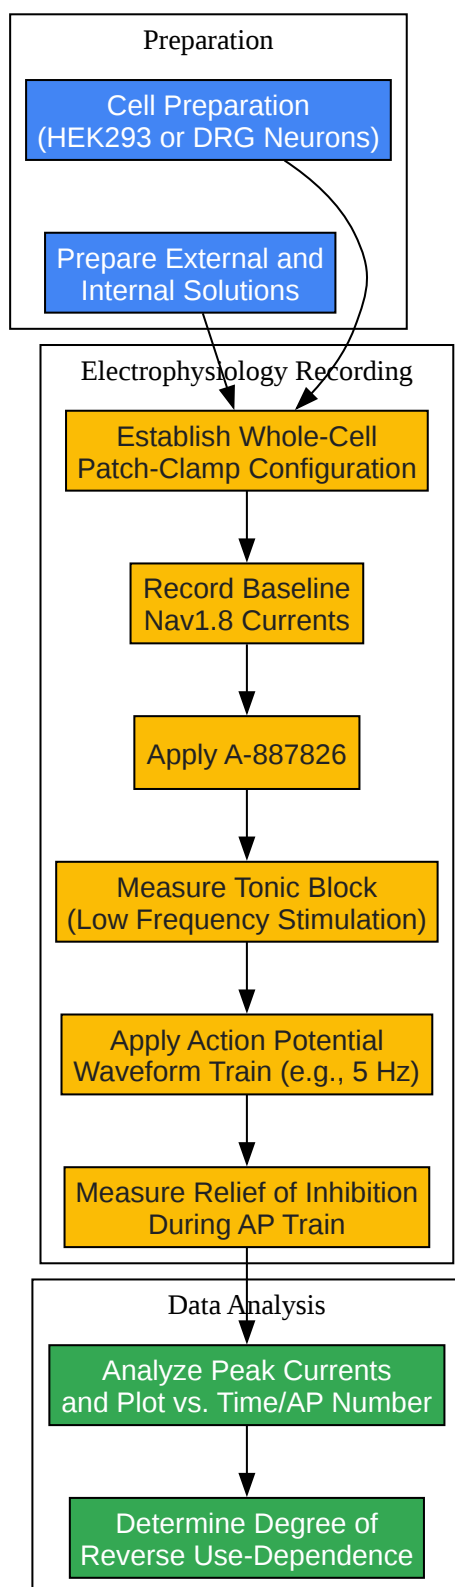 Preparation
Cell Preparation
(HEK293 or DRG Neurons)
Prepare External and
Internal Solutions
Electrophysiology Recording
Establish Whole-Cell
Patch-Clamp Configuration
Record Baseline
Nav1.8 Currents
Apply A-887826
Measure Tonic Block
(Low Frequency Stimulation)
Apply Action Potential
Waveform Train (e.g., 5 Hz)
Measure Relief of Inhibition
During AP Train
Data Analysis
Analyze Peak Currents
and Plot vs. Time/AP Number
Determine Degree of
Reverse Use-Dependence